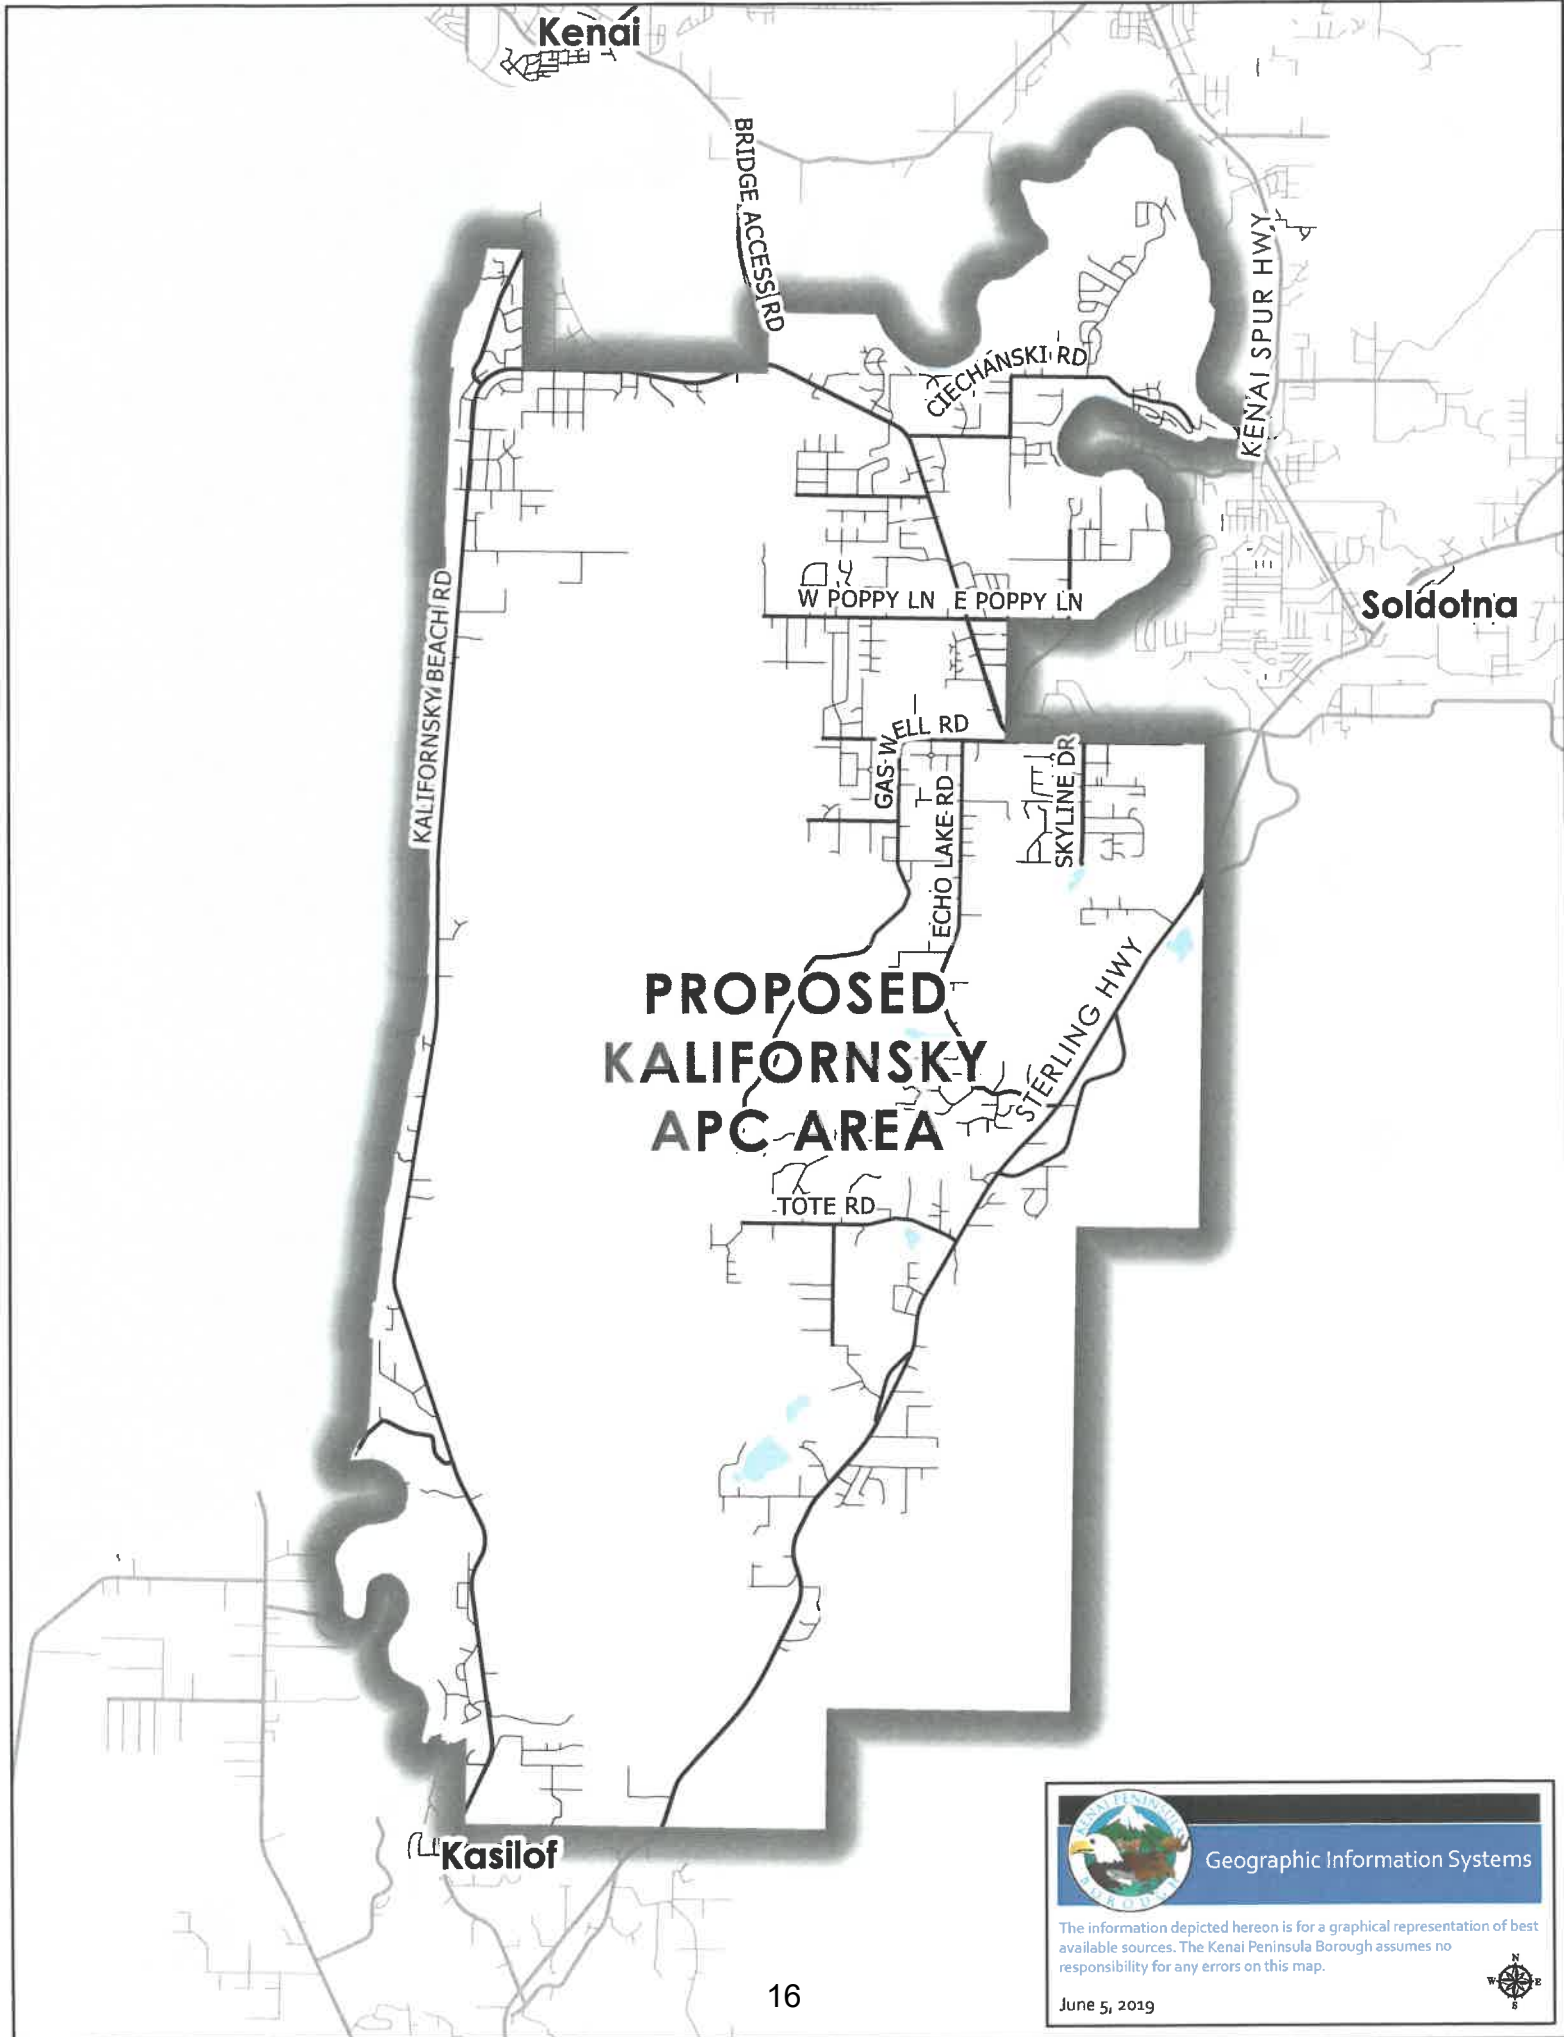 Kenai
BRIDGE ACCESS RD
KENAI SPUR HWY
CIECHANSKI RD
KALIFORNSKY BEACH RD
W POPPY LN
E POPPY LN
Soldotna
GAS WELL RD
ECHO LAKE RD
SKYLINE DR
STERLING HWY
PROPOSED
KALIFORNSKY
APC AREA
TOTE RD
Kasilof
KENAI PENINSULA
BOROUGH
Geographic Information Systems
The information depicted hereon is for a graphical representation of best
available sources. The Kenai Peninsula Borough assumes no
responsibility for any errors on this map.
June 5, 2019
N
W
E
S
16